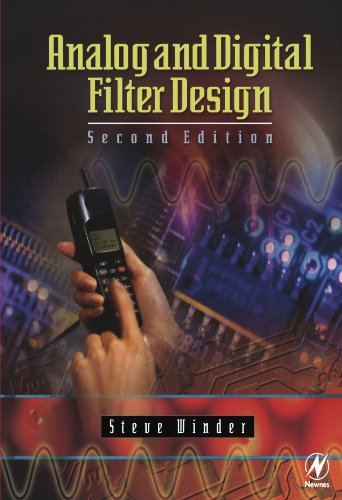 Analog and Digital
Filter Design
Second Edition
Steve Winder
Newnes